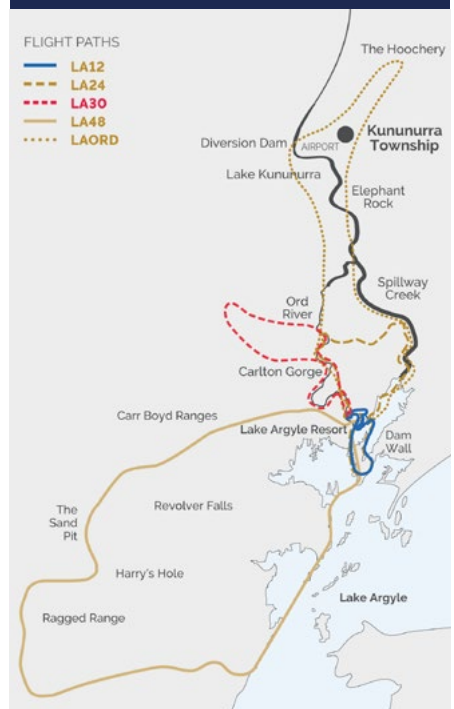 FLIGHT PATHS
LA12
LA24
LA30
LA48
LAORD
The Hoochery
Diversion Dam
AIRPORT
Kununurra
Township
Lake Kununurra
Elephant
Rock
Spillway
Creek
Ord
River
Carlton Gorge
Carr Boyd Ranges
Lake Argyle Resort
Dam
Wall
The
Sand
Pit
Revolver Falls
Harry's Hole
Lake Argyle
Ragged Range